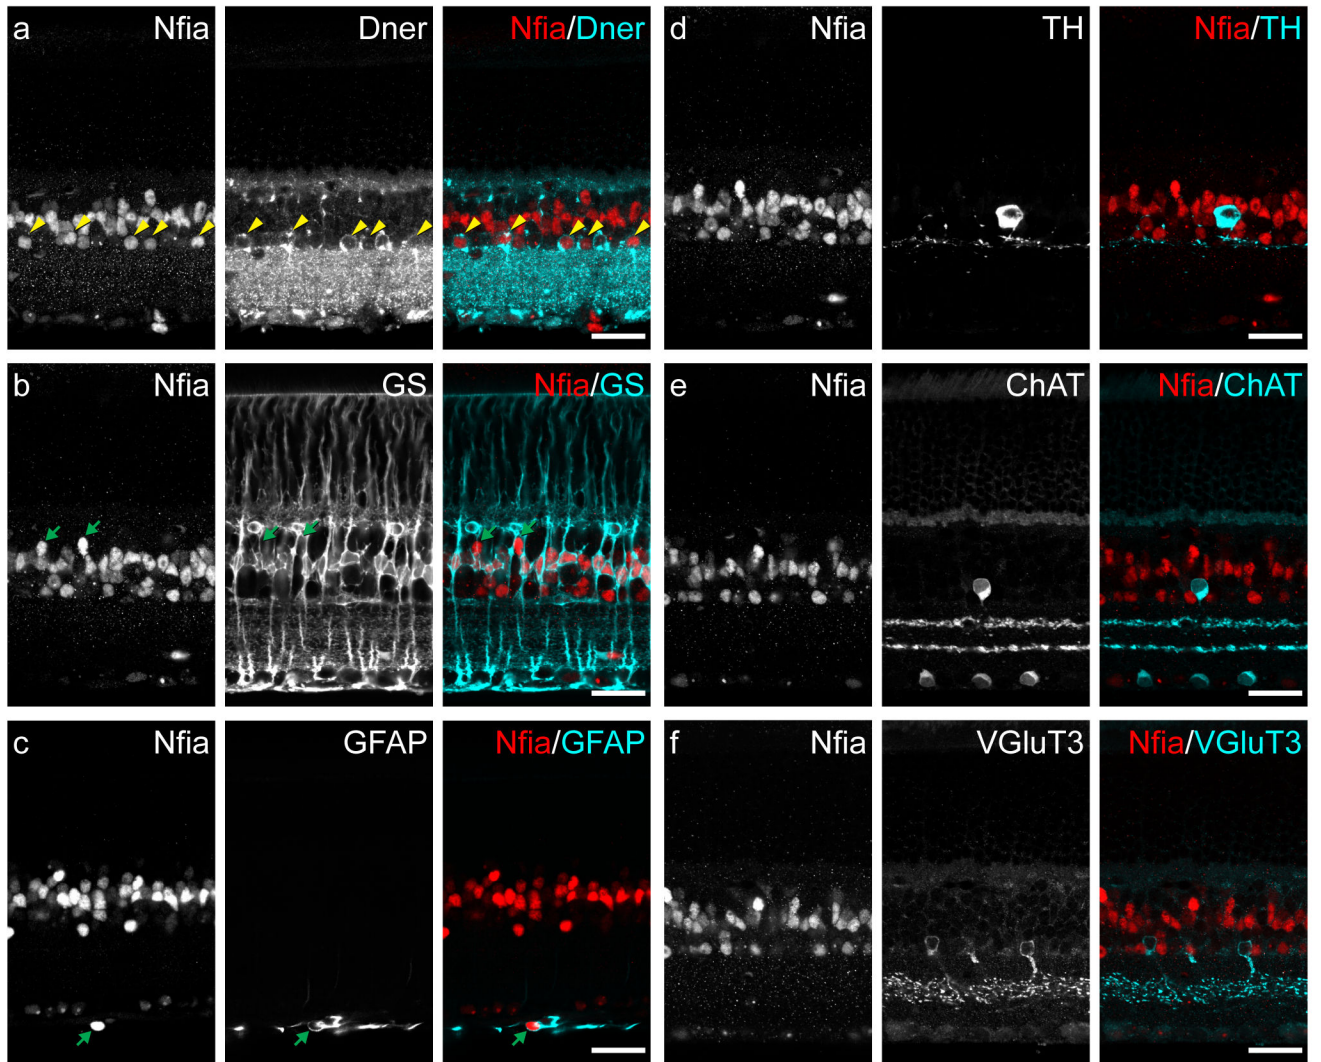 a Nfia Dner Nfia/Dner
d Nfia TH Nfia/TH
b Nfia GS Nfia/GS
e Nfia ChAT Nfia/ChAT
c Nfia GFAP Nfia/GFAP
f Nfia VGluT3 Nfia/VGluT3